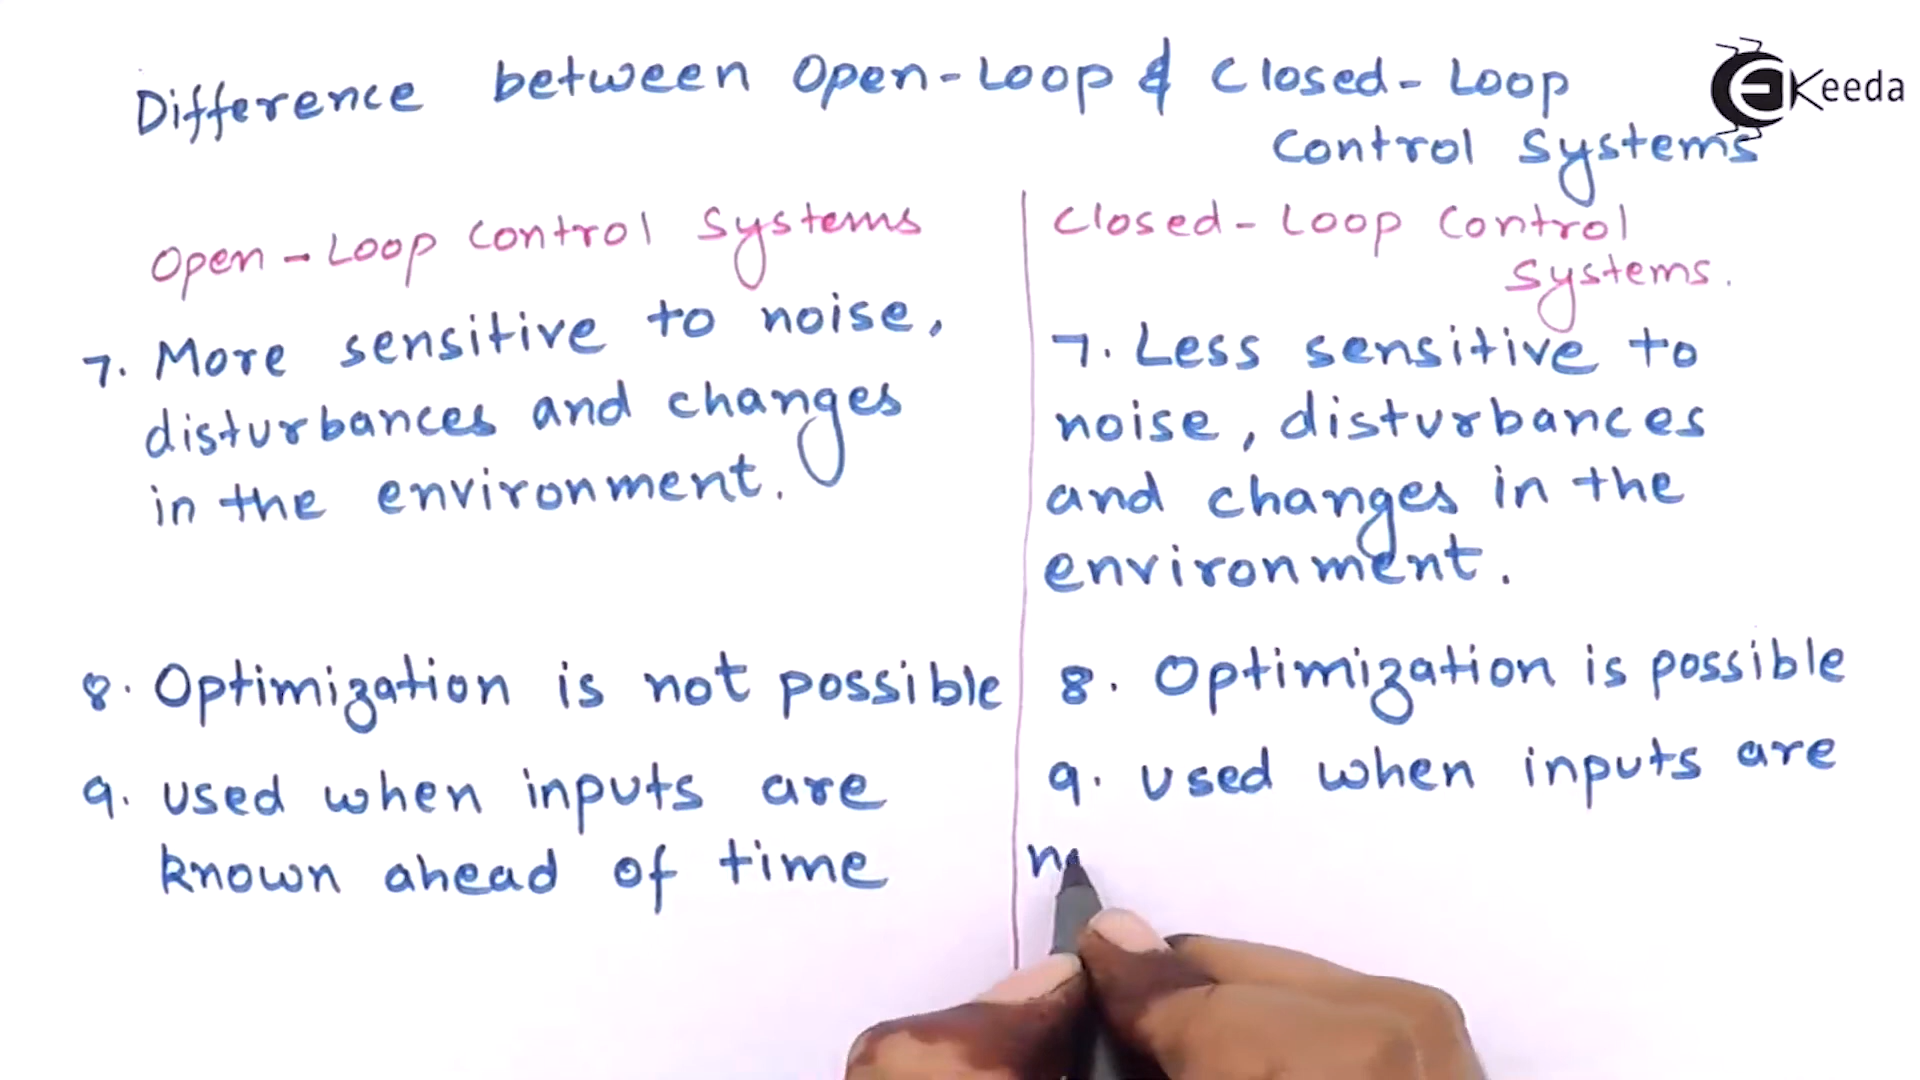 Difference between Open-Loop & Closed-Loop
Control Systems
EKeeda
Open-Loop Control Systems
7. More sensitive to noise,
disturbances and changes
in the environment.
8. Optimization is not possible
9. used when inputs are
known ahead of time
Closed-Loop Control
Systems.
7. Less sensitive to
noise, disturbances
and changes in the
environment.
8. Optimization is possible
9. used when inputs are